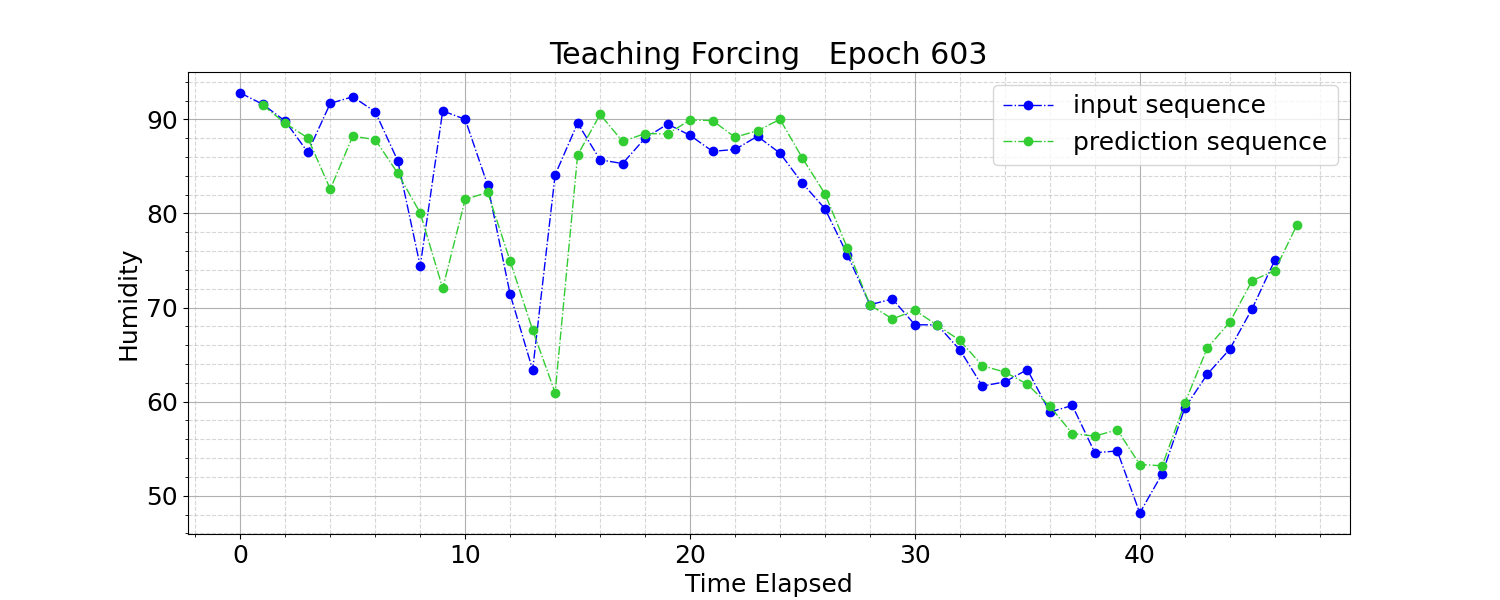 Teaching Forcing   Epoch 603
input sequence
prediction sequence
Humidity
90
80
70
60
50
0 10 20 30 40
Time Elapsed